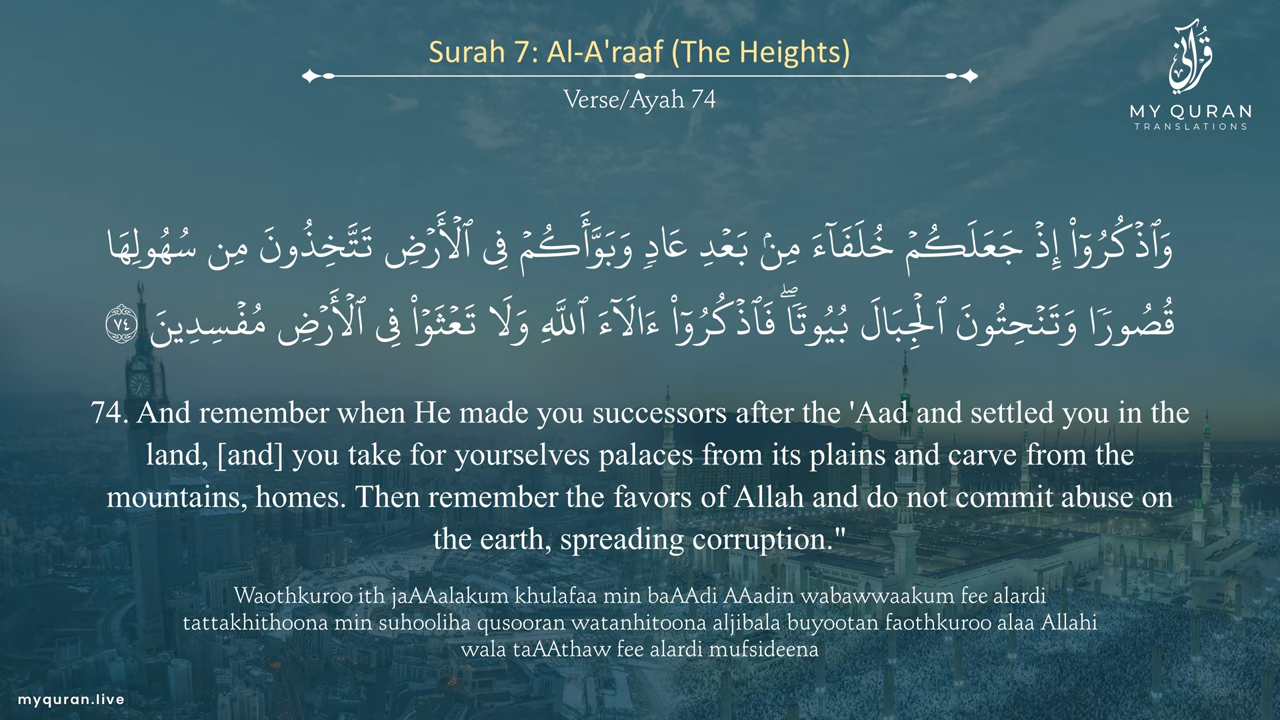 Surah 7: Al-A'raaf (The Heights)
Verse/Ayah 74
قرآني
MY QURAN
TRANSLATIONS
وَٱذْكُرُوٓا۟ إِذْ جَعَلَكُمْ خُلَفَآءَ مِنۢ بَعْدِ عَادٍ وَبَوَّأَكُمْ فِى ٱلْأَرْضِ تَتَّخِذُونَ مِن سُهُولِهَا
قُصُورًا وَتَنْحِتُونَ ٱلْجِبَالَ بُيُوتًا ۖ فَٱذْكُرُوٓا۟ ءَالَآءَ ٱللَّهِ وَلَا تَعْثَوْا۟ فِى ٱلْأَرْضِ مُفْسِدِينَ ٧٤
74. And remember when He made you successors after the 'Aad and settled you in the
land, [and] you take for yourselves palaces from its plains and carve from the
mountains, homes. Then remember the favors of Allah and do not commit abuse on
the earth, spreading corruption."
Waothkuroo ith jaAAalakum khulafaa min baAAdi AAadin wabawwaakum fee alardi
tattakhithoona min suhooliha qusooran watanhitoona aljibala buyootan faothkuroo alaa Allahi
wala taAAthaw fee alardi mufsideena
myquran.live